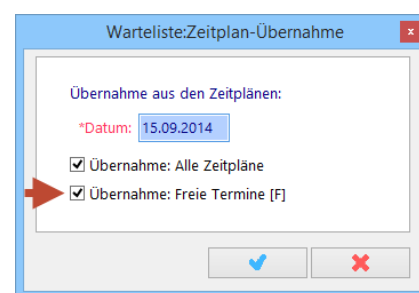 Warteliste:Zeitplan-Übernahme
x
Übernahme aus den Zeitplänen:
*Datum: 15.09.2014
Übernahme: Alle Zeitpläne
Übernahme: Freie Termine [F]